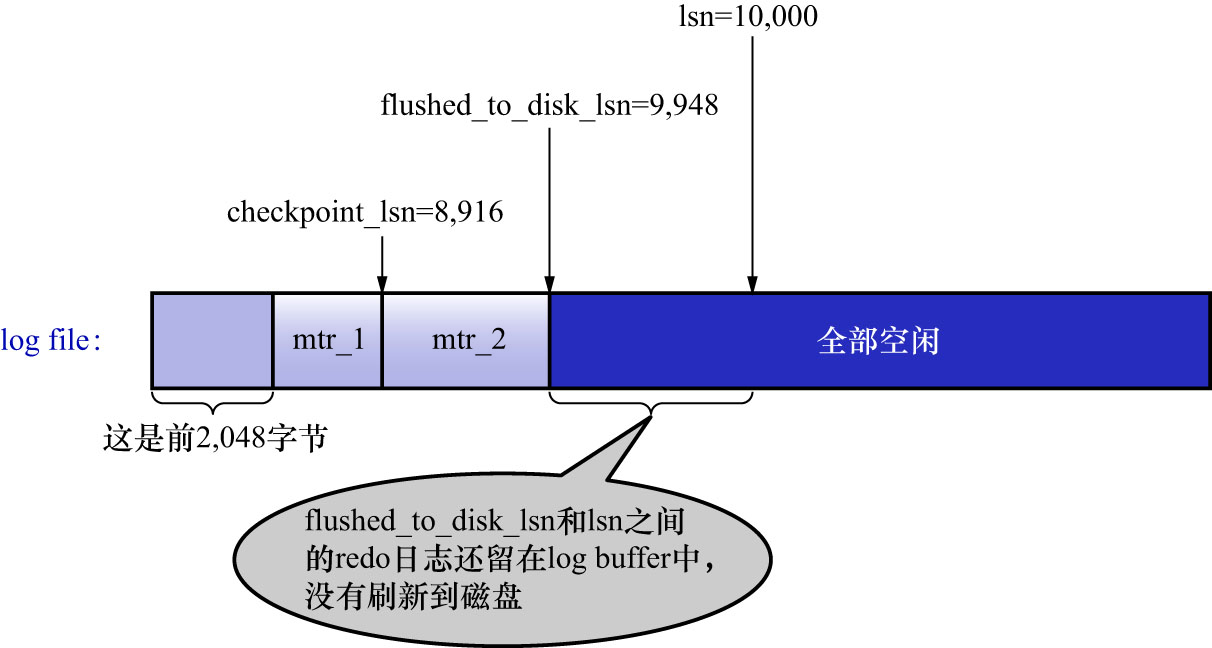 lsn=10,000
flushed_to_disk_lsn=9,948
checkpoint_lsn=8,916
log file：
mtr_1
mtr_2
全部空闲
这是前2,048字节
flushed_to_disk_lsn和lsn之间
的redo日志还留在log buffer中，
没有刷新到磁盘